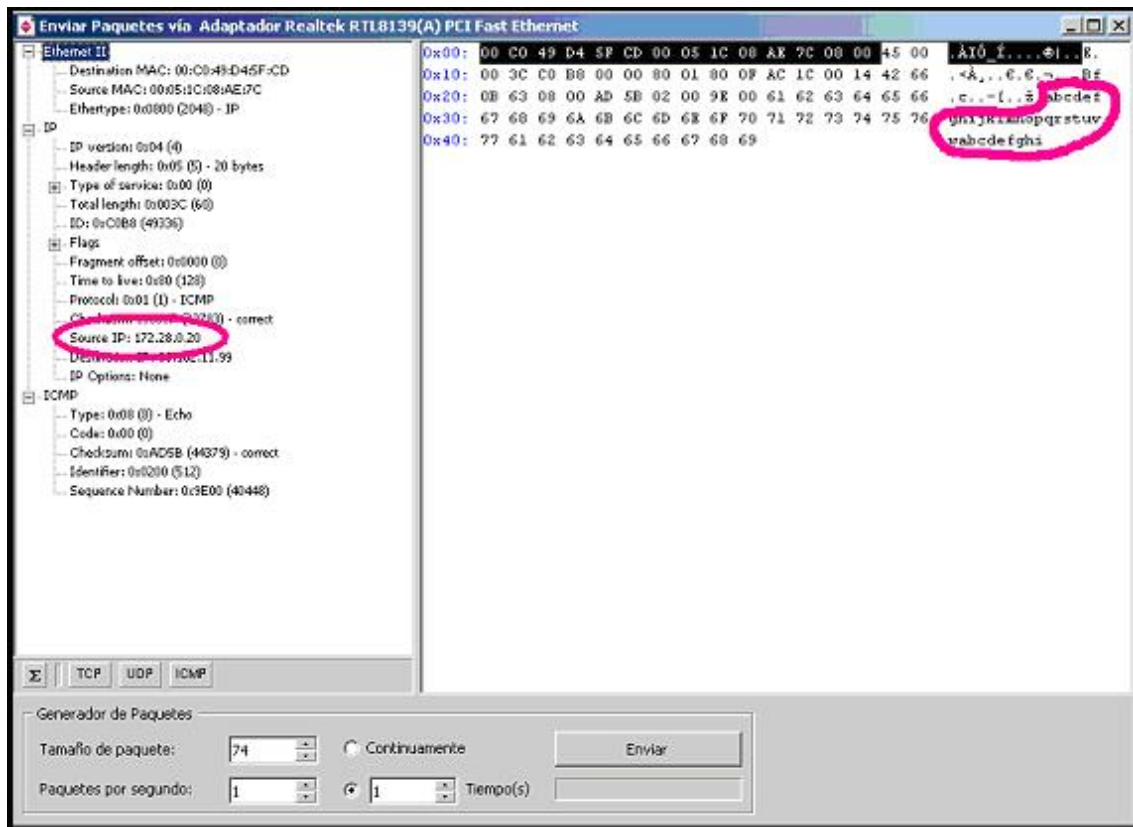 Enviar Paquetes vía Adaptador Realtek RTL8139(A) PCI Fast Ethernet
Ethernet II
Destination MAC: 00:C0:49:D4:5F:CD
Source MAC: 00:05:1C:08:AE:7C
Ethertype: 0x0800 (2048) - IP
IP
IP version: 0x04 (4)
Header length: 0x05 (5) - 20 bytes
Type of service: 0x00 (0)
Total length: 0x003C (60)
ID: 0xC0B8 (49336)
Flags
Fragment offset: 0x0000 (0)
Time to live: 0x80 (128)
Protocol: 0x01 (1) - ICMP
- correct
Source IP: 172.28.0.20
IP Options: None
ICMP
Type: 0x08 (8) - Echo
Code: 0x00 (0)
Checksum: 0xAD5B (44379) - correct
Identifier: 0x0200 (512)
Sequence Number: 0x9E00 (40448)
0x00: 00 C0 49 D4 5F CD 00 05 1C 08 AE 7C 08 00 45 00
0x10: 00 3C C0 B8 00 00 80 01 80 0F AC 1C 00 14 42 66
0x20: 0B 63 08 00 AD 5B 02 00 9E 00 61 62 63 64 65 66
0x30: 67 68 69 6A 6B 6C 6D 6E 6F 70 71 72 73 74 75 76
0x40: 77 61 62 63 64 65 66 67 68 69
abcdef
ghijklmnopqrstuv
wabcdefghi
Σ TCP UDP ICMP
Generador de Paquetes
Tamaño de paquete: 74 Continuamente Enviar
Paquetes por segundo: 1 1 Tiempo(s)